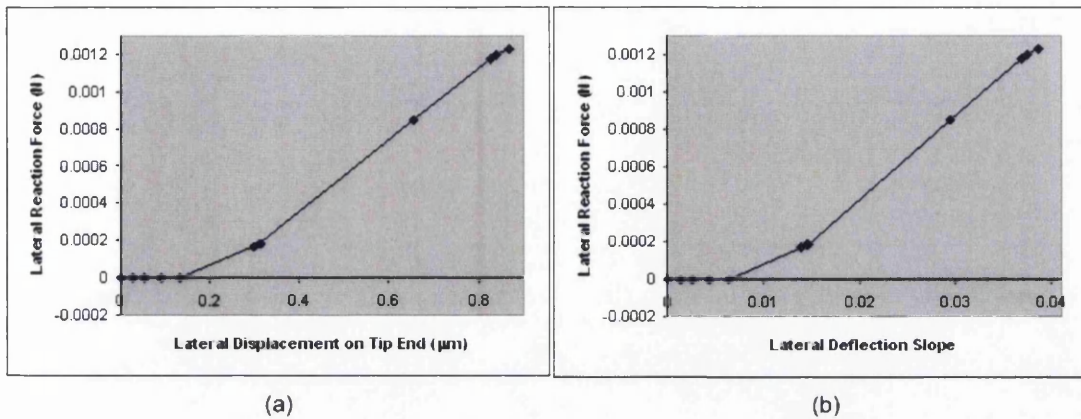 0.0012
0.001
0.0008
0.0006
0.0004
0.0002
0
-0.0002
0 0.2 0.4 0.6 0.8
Lateral Reaction Force (N)
Lateral Displacement on Tip End (µm)
(a)
0.0012
0.001
0.0008
0.0006
0.0004
0.0002
0
-0.0002
0 0.01 0.02 0.03 0.04
Lateral Reaction Force (N)
Lateral Deflection Slope
(b)